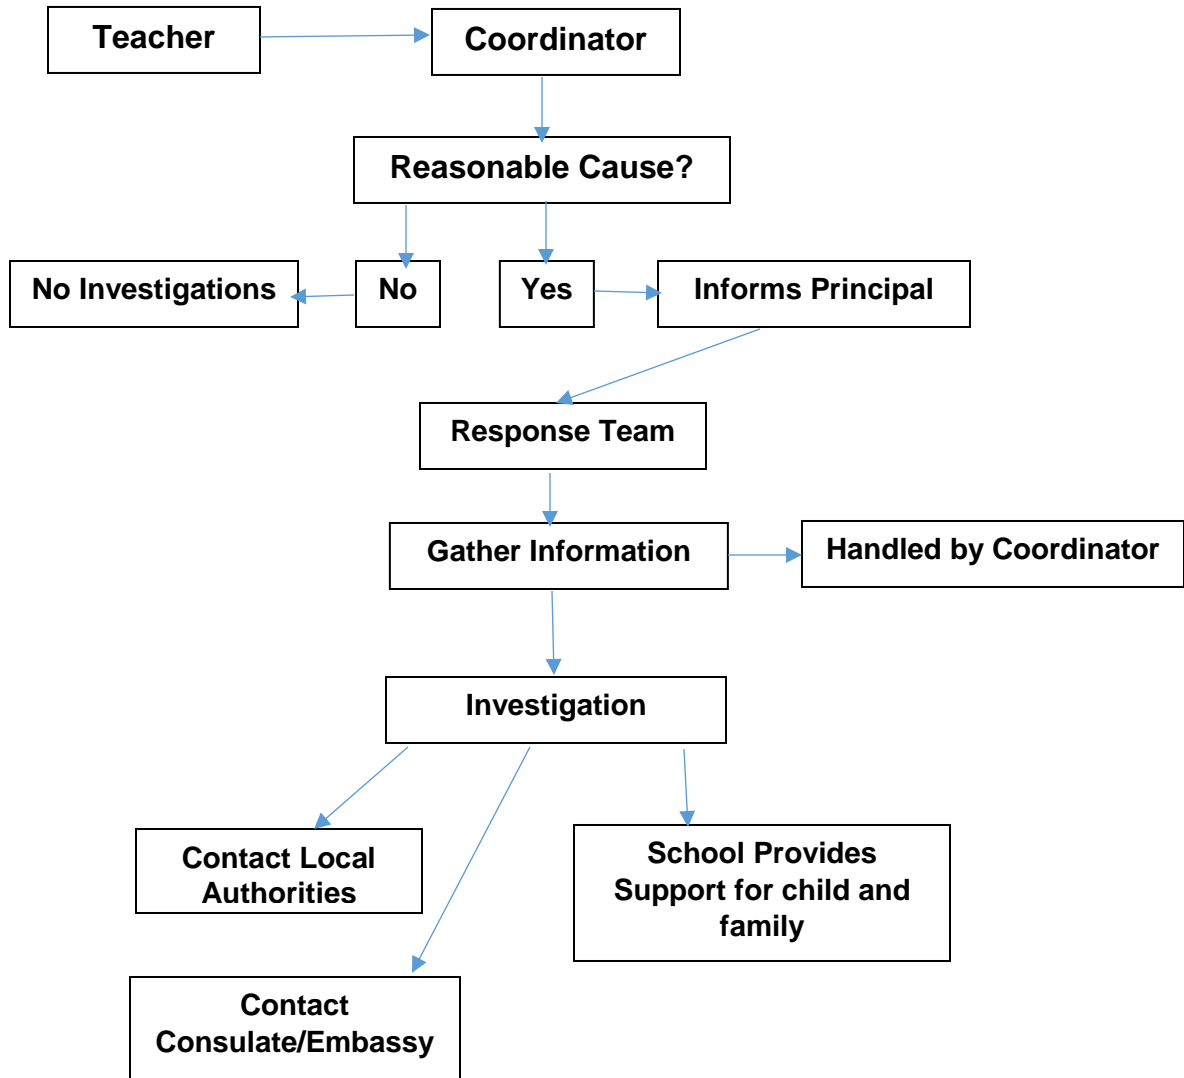 Teacher
Coordinator
Reasonable Cause?
No Investigations
No
Yes
Informs Principal
Response Team
Gather Information
Handled by Coordinator
Investigation
Contact Local
Authorities
School Provides
Support for child and
family
Contact
Consulate/Embassy